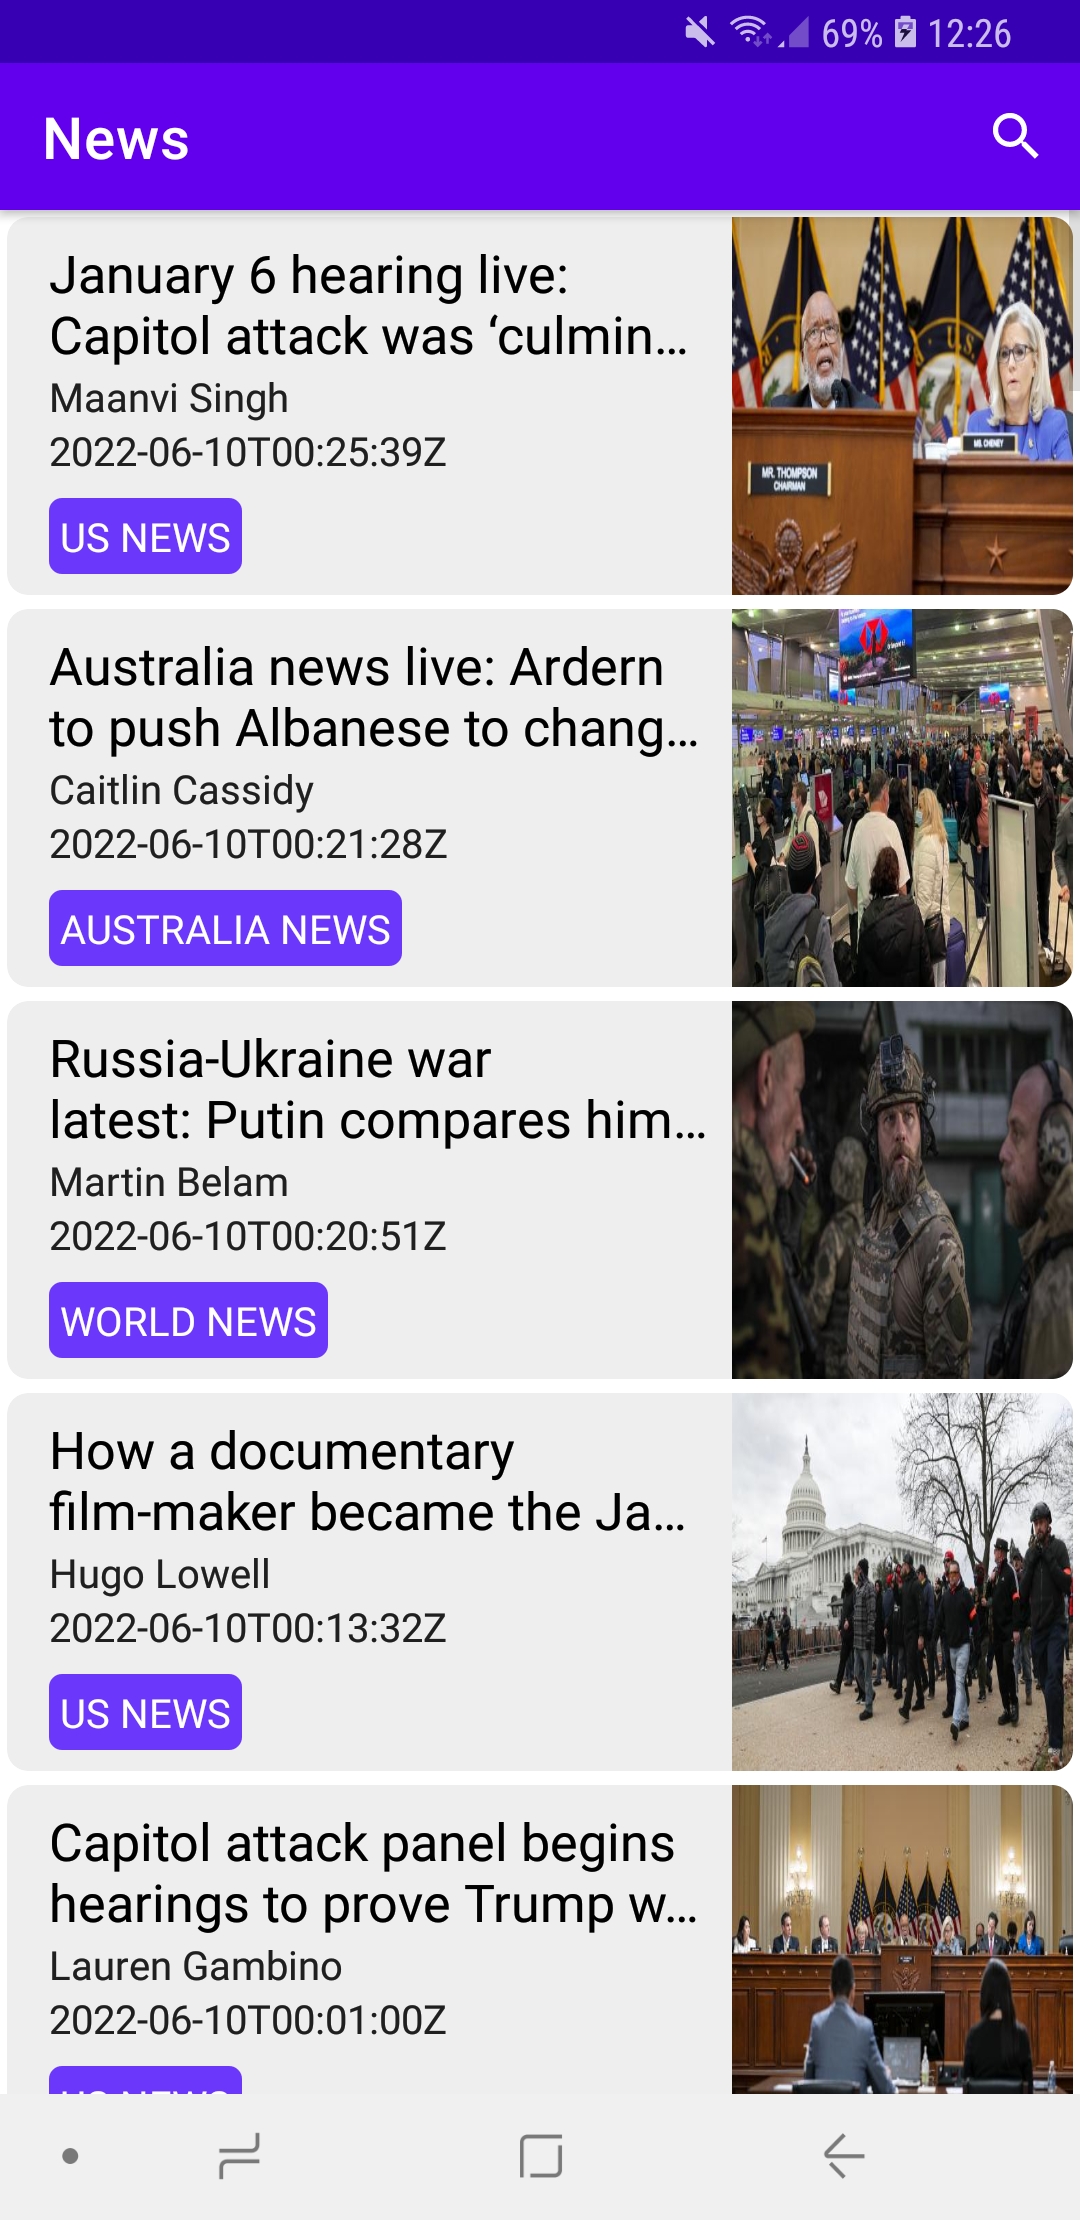 69% 12:26
News
January 6 hearing live:
Capitol attack was ‘culmin...
Maanvi Singh
2022-06-10T00:25:39Z
US NEWS
MR. THOMPSON
CHAIRMAN
MS. CHENEY
Australia news live: Ardern
to push Albanese to chang...
Caitlin Cassidy
2022-06-10T00:21:28Z
AUSTRALIA NEWS
Russia-Ukraine war
latest: Putin compares him...
Martin Belam
2022-06-10T00:20:51Z
WORLD NEWS
How a documentary
film-maker became the Ja...
Hugo Lowell
2022-06-10T00:13:32Z
US NEWS
Capitol attack panel begins
hearings to prove Trump w...
Lauren Gambino
2022-06-10T00:01:00Z
US NEWS